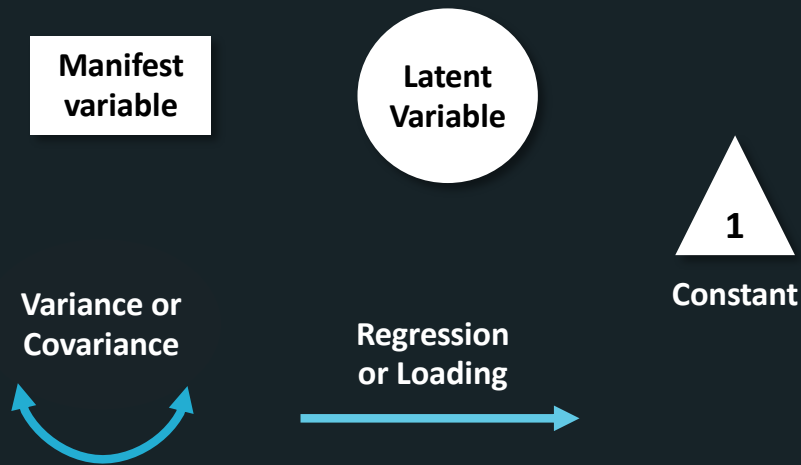 Manifest
variable
Latent
Variable
1
Constant
Variance or
Covariance
Regression
or Loading